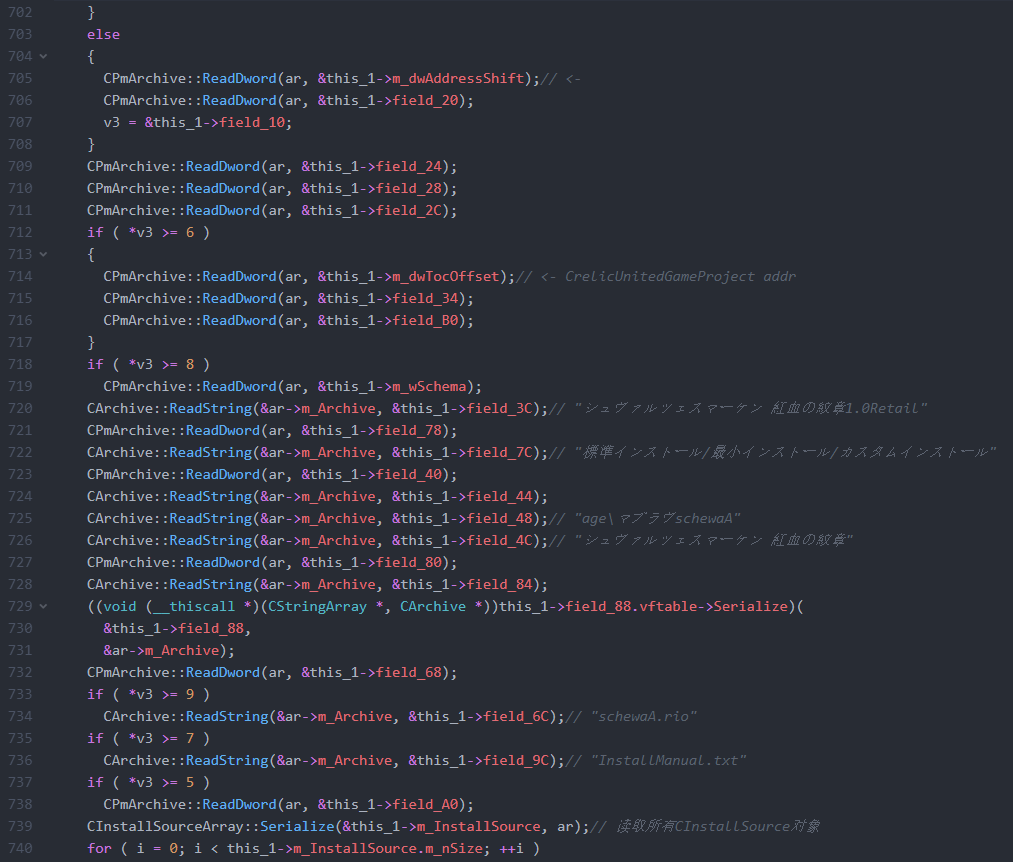 702 }
703 else
704 {
705 CPmArchive::ReadDword(ar, &this_1->m_dwAddressShift);// <-
706 CPmArchive::ReadDword(ar, &this_1->field_20);
707 v3 = &this_1->field_10;
708 }
709 CPmArchive::ReadDword(ar, &this_1->field_24);
710 CPmArchive::ReadDword(ar, &this_1->field_28);
711 CPmArchive::ReadDword(ar, &this_1->field_2C);
712 if ( *v3 >= 6 )
713 {
714 CPmArchive::ReadDword(ar, &this_1->m_dwTocOffset);// <- CrelicUnitedGameProject addr
715 CPmArchive::ReadDword(ar, &this_1->field_34);
716 CPmArchive::ReadDword(ar, &this_1->field_B0);
717 }
718 if ( *v3 >= 8 )
719 CPmArchive::ReadDword(ar, &this_1->m_wSchema);
720 CArchive::ReadString(&ar->m_Archive, &this_1->field_3C);// "シュヴァルツェスマーケン 紅血の紋章1.0Retail"
721 CPmArchive::ReadDword(ar, &this_1->field_78);
722 CArchive::ReadString(&ar->m_Archive, &this_1->field_7C);// "標準インストール/最小インストール/カスタムインストール"
723 CPmArchive::ReadDword(ar, &this_1->field_40);
724 CArchive::ReadString(&ar->m_Archive, &this_1->field_44);
725 CArchive::ReadString(&ar->m_Archive, &this_1->field_48);// "age\マブラヴschewaA"
726 CArchive::ReadString(&ar->m_Archive, &this_1->field_4C);// "シュヴァルツェスマーケン 紅血の紋章"
727 CPmArchive::ReadDword(ar, &this_1->field_80);
728 CArchive::ReadString(&ar->m_Archive, &this_1->field_84);
729 ((void (__thiscall *)(CStringArray *, CArchive *))this_1->field_88.vftable->Serialize)(
730 &this_1->field_88,
731 &ar->m_Archive);
732 CPmArchive::ReadDword(ar, &this_1->field_68);
733 if ( *v3 >= 9 )
734 CArchive::ReadString(&ar->m_Archive, &this_1->field_6C);// "schewaA.rio"
735 if ( *v3 >= 7 )
736 CArchive::ReadString(&ar->m_Archive, &this_1->field_9C);// "InstallManual.txt"
737 if ( *v3 >= 5 )
738 CPmArchive::ReadDword(ar, &this_1->field_A0);
739 CInstallSourceArray::Serialize(&this_1->m_InstallSource, ar);// 读取所有CInstallSource对象
740 for ( i = 0; i < this_1->m_InstallSource.m_nSize; ++i )